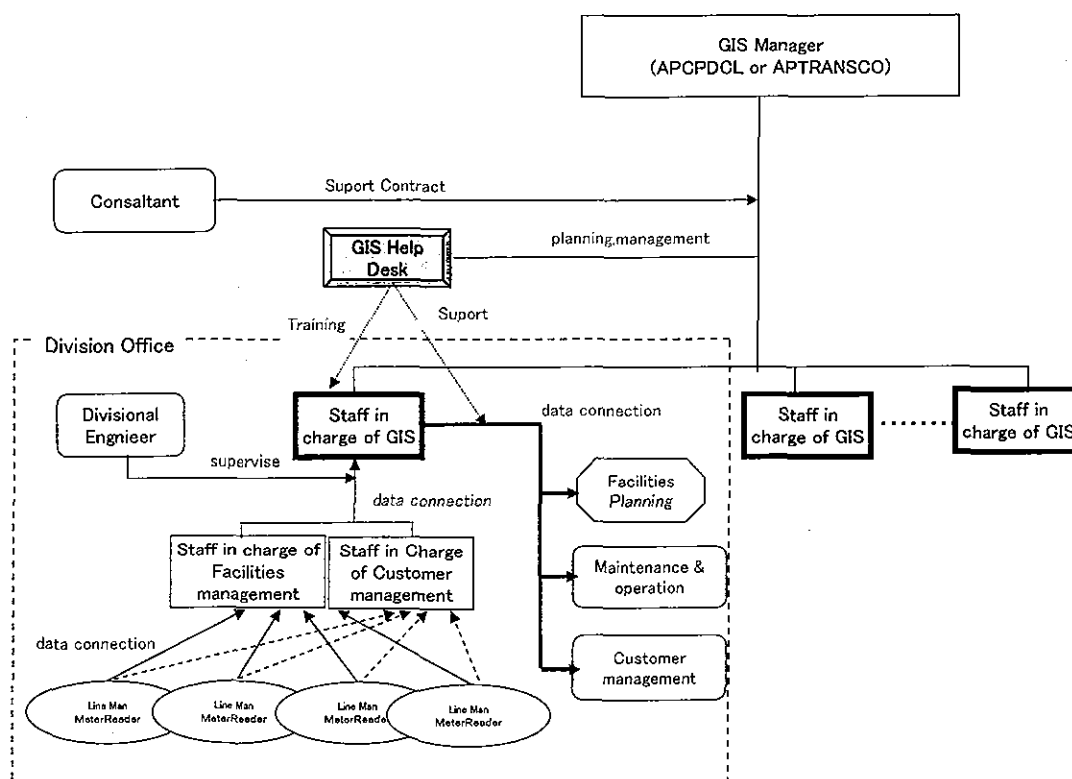 GIS Manager
(APCPDCL or APTRANSCO)
Consaltant
Suport Contract
GIS Help
Desk
planning.management
Training
Suport
Division Office
Divisional
Engnieer
Staff in
charge of GIS
data connection
Staff in
charge of GIS
Staff in
charge of GIS
supervise
data connection
Facilities
Planning
Staff in charge of
Facilities
management
Staff in Charge
of Customer
management
Maintenance &
operation
data connection
Customer
management
Line Man
MeterReader
Line Man
MeterReader
Line Man
MeterReade
Line Man
MeterReader